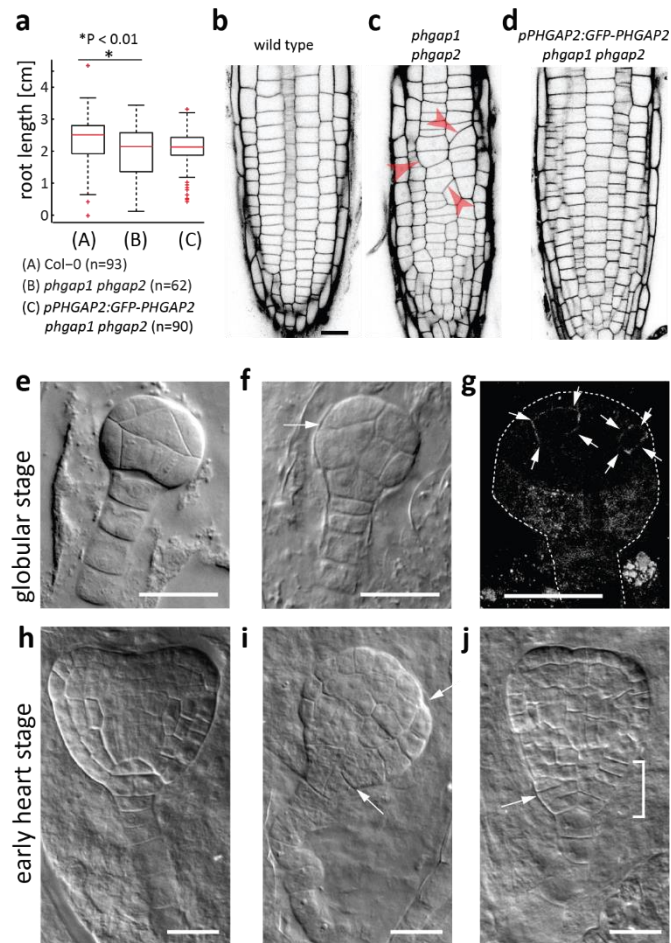 a
*P < 0.01
*
root length [cm]
4
3
2
1
0
(A) (B) (C)
(A) Col–0 (n=93)
(B) phgap1 phgap2 (n=62)
(C) pPHGAP2:GFP-PHGAP2
phgap1 phgap2 (n=90)
b
wild type
c
phgap1
phgap2
d
pPHGAP2:GFP-PHGAP2
phgap1 phgap2
globular stage
e
f
g
early heart stage
h
i
j